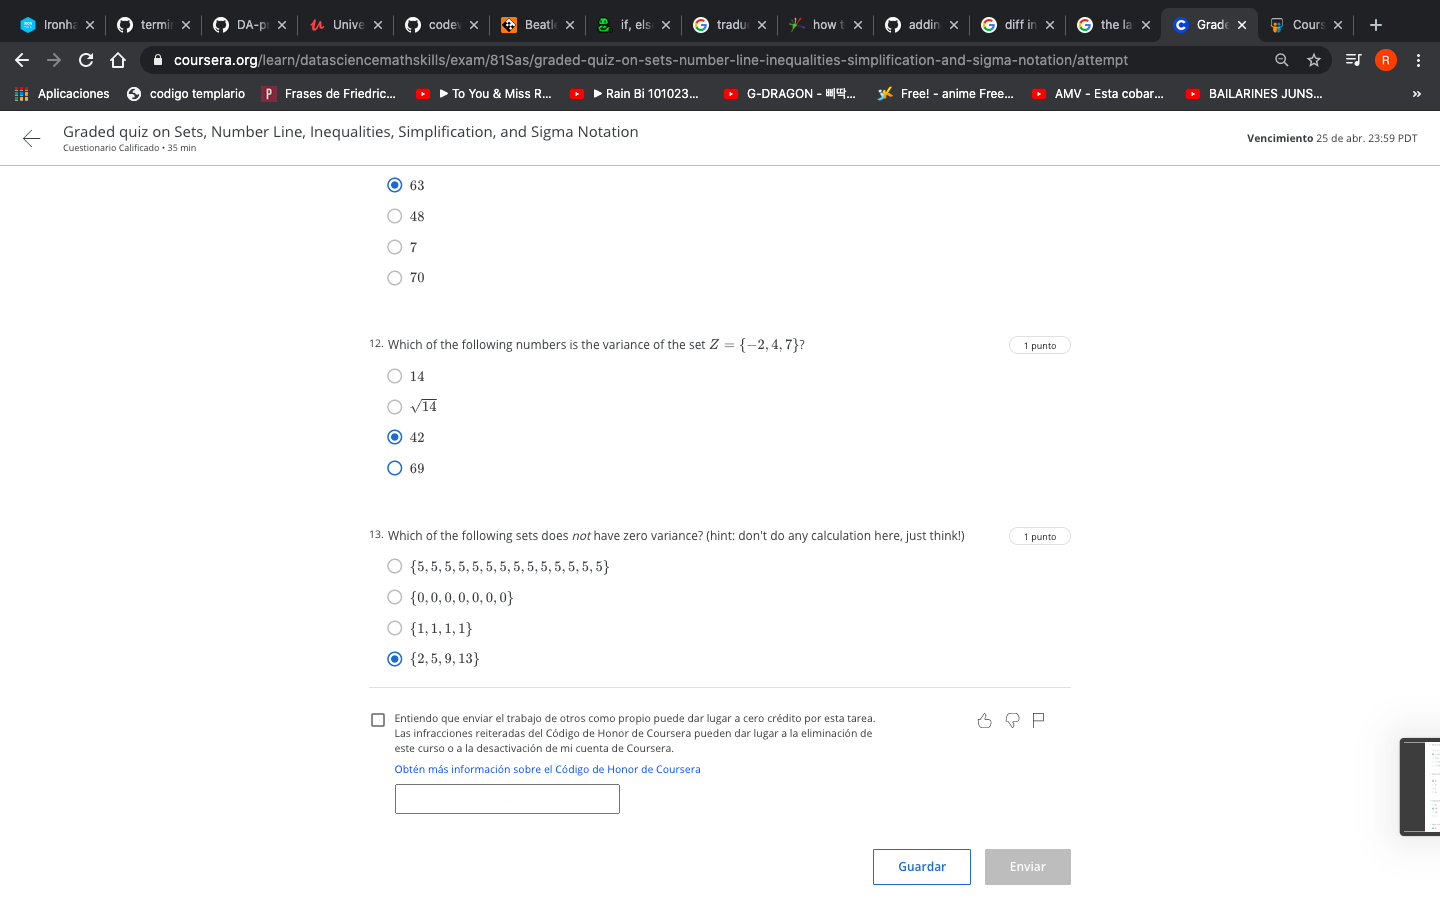 Ironha
termin
DA-pr
Unive
codev
Beatle
if, else
tradu
how t
addin
diff in
the la
Grade
Cours
coursera.org/learn/datasciencemathskills/exam/81Sas/graded-quiz-on-sets-number-line-inequalities-simplification-and-sigma-notation/attempt
R
Aplicaciones
codigo templario
Frases de Friedric...
► To You & Miss R...
► Rain Bi 101023...
G-DRAGON - 삐딱...
Free! - anime Free...
AMV - Esta cobar...
BAILARINES JUNS...
»
Graded quiz on Sets, Number Line, Inequalities, Simplification, and Sigma Notation
Cuestionario Calificado • 35 min
Vencimiento 25 de abr. 23:59 PDT
63
48
7
70
12. Which of the following numbers is the variance of the set Z = {−2, 4, 7}?
1 punto
14
√14
42
69
13. Which of the following sets does not have zero variance? (hint: don't do any calculation here, just think!)
1 punto
{5, 5, 5, 5, 5, 5, 5, 5, 5, 5, 5, 5, 5, 5}
{0, 0, 0, 0, 0, 0, 0}
{1, 1, 1, 1}
{2, 5, 9, 13}
Entiendo que enviar el trabajo de otros como propio puede dar lugar a cero crédito por esta tarea.
Las infracciones reiteradas del Código de Honor de Coursera pueden dar lugar a la eliminación de
este curso o a la desactivación de mi cuenta de Coursera.
Obtén más información sobre el Código de Honor de Coursera
Guardar
Enviar